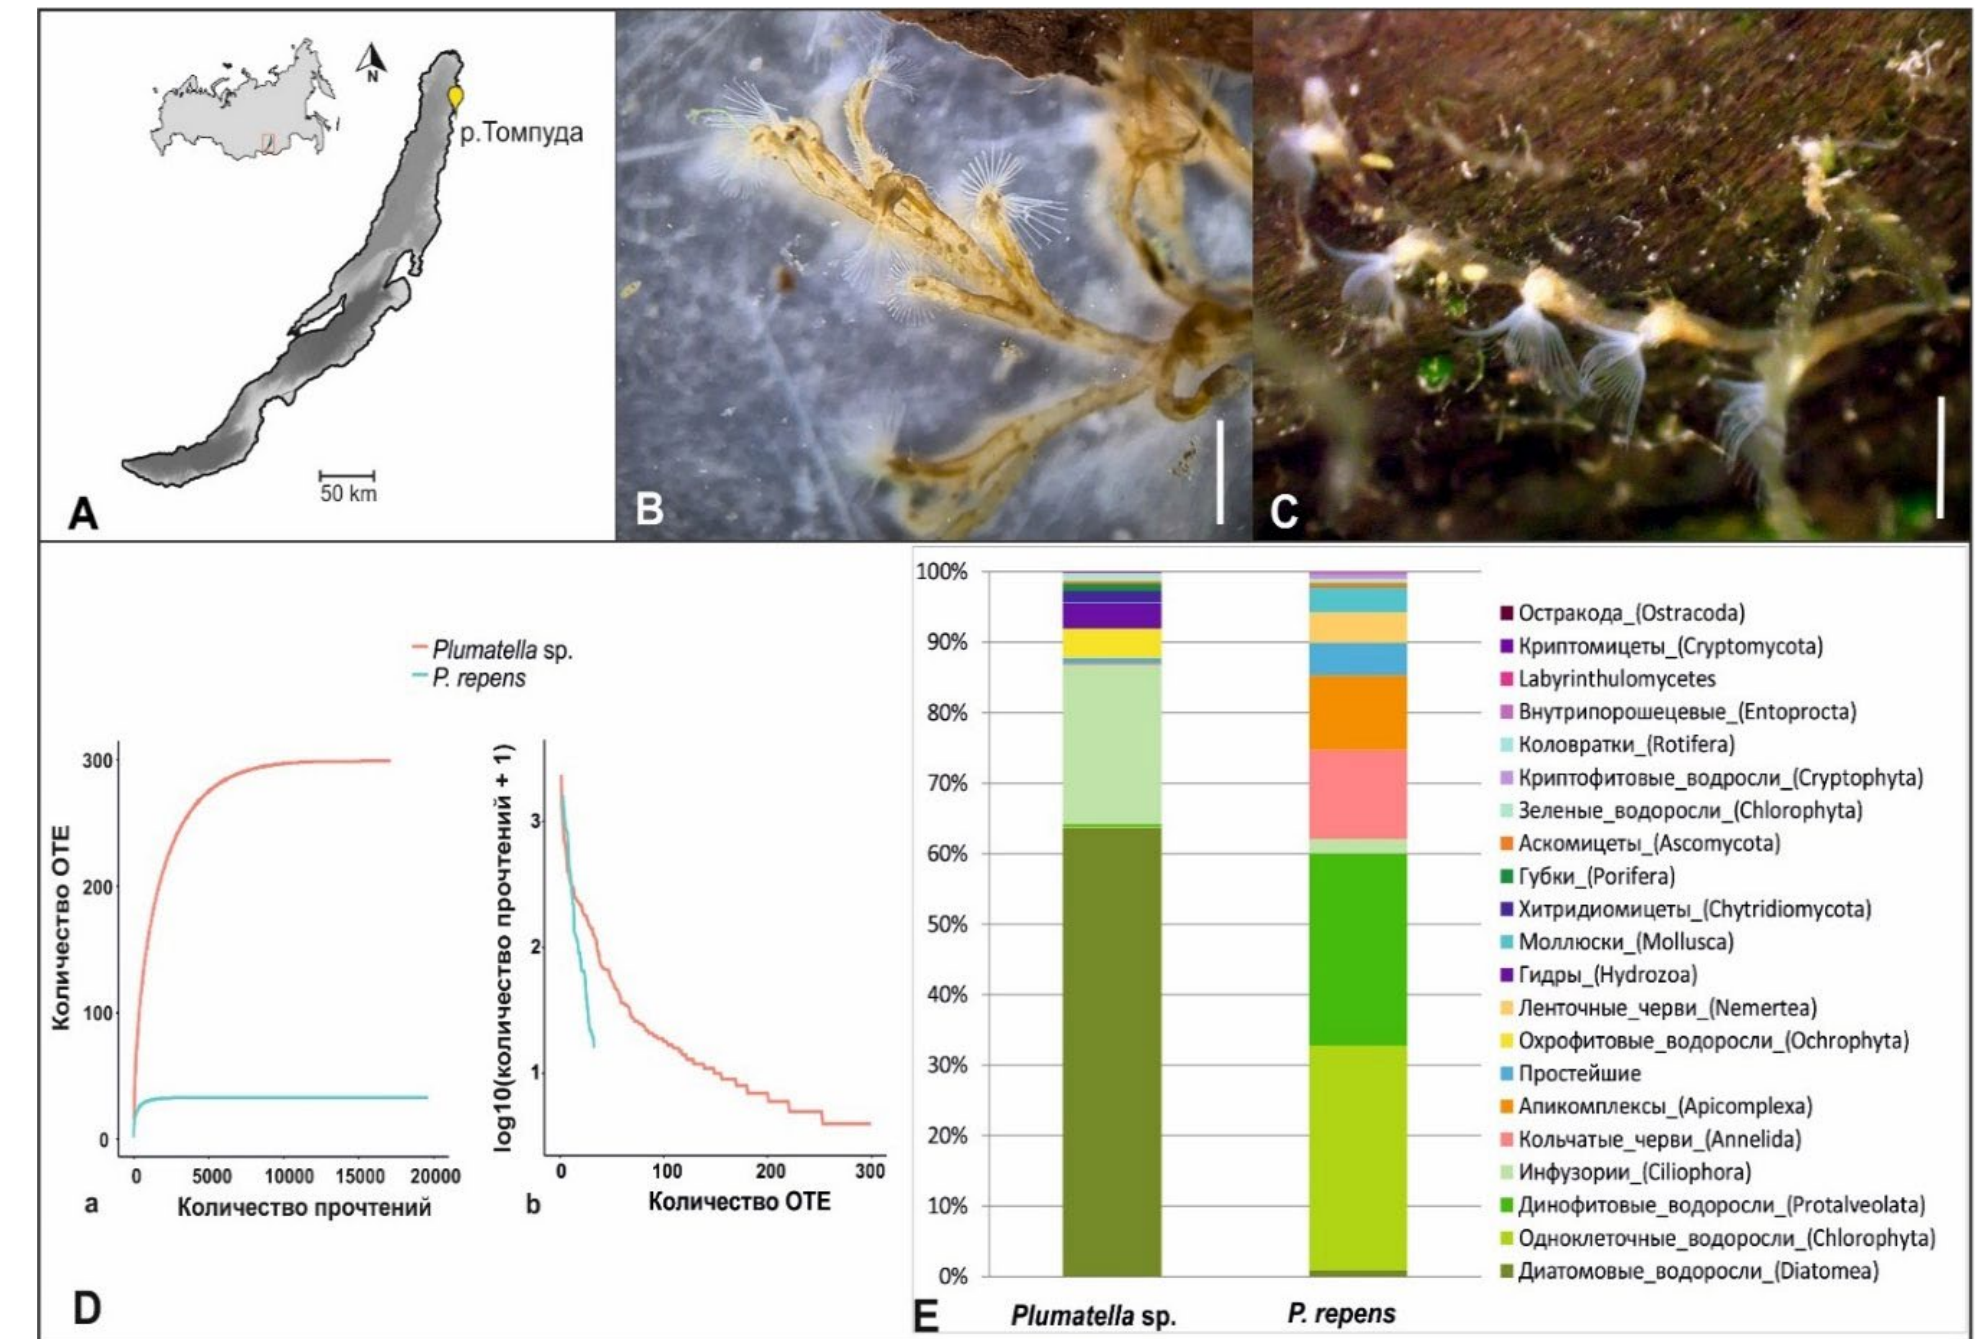 N
р.Томпуда
50 km
A
B
C
Plumatella sp.
P. repens
Количество ОТЕ
300
200
100
0
0 5000 10000 15000 20000
a
Количество прочтений
log10(количество прочтений + 1)
3
2
1
0 100 200 300
b
Количество ОТЕ
D
100%
90%
80%
70%
60%
50%
40%
30%
20%
10%
0%
Plumatella sp.
P. repens
E
Остракода_(Ostracoda)
Криптомицеты_(Cryptomycota)
Labyrinthulomycetes
Внутрипорошецевые_(Entoprocta)
Коловратки_(Rotifera)
Криптофитовые_водросли_(Cryptophyta)
Зеленые_водоросли_(Chlorophyta)
Аскомицеты_(Ascomycota)
Губки_(Porifera)
Хитридиомицеты_(Chytridiomycota)
Моллюски_(Mollusca)
Гидры_(Hydrozoa)
Ленточные_черви_(Nemertea)
Охрофитовые_водоросли_(Ochrophyta)
Простейшие
Апикомплексы_(Apicomplexa)
Кольчатые_черви_(Annelida)
Инфузории_(Ciliophora)
Динофитовые_водоросли_(Protalveolata)
Одноклеточные_водоросли_(Chlorophyta)
Диатомовые_водоросли_(Diatomea)